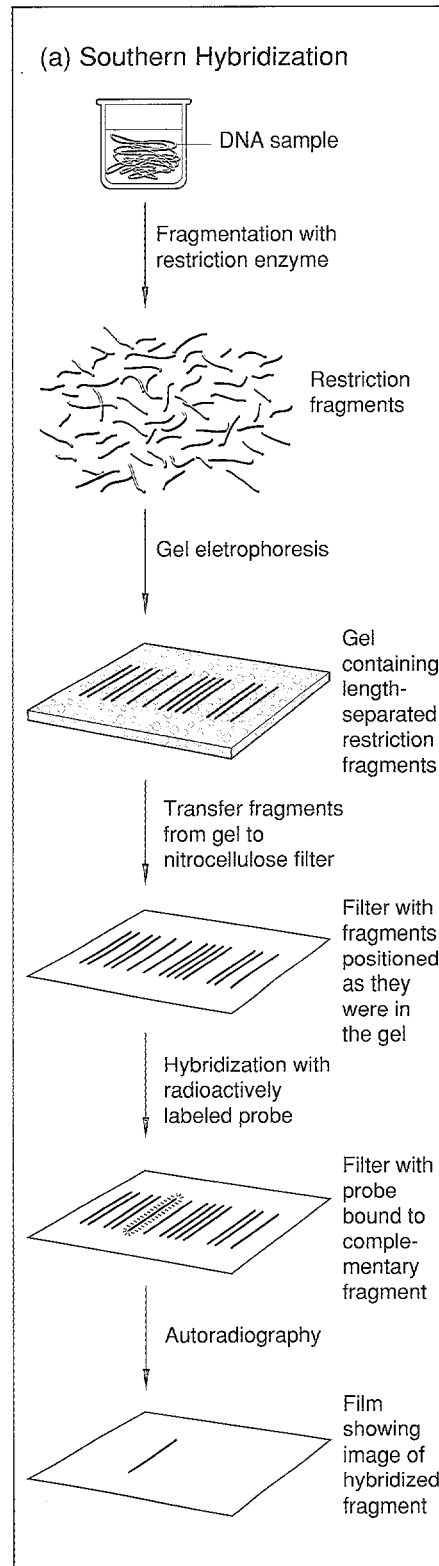 (a) Southern Hybridization
DNA sample
Fragmentation with
restriction enzyme
Restriction
fragments
Gel eletrophoresis
Gel
containing
length-
separated
restriction
fragments
Transfer fragments
from gel to
nitrocellulose filter
Filter with
fragments
positioned
as they
were in
the gel
Hybridization with
radioactively
labeled probe
Filter with
probe
bound to
comple-
mentary
fragment
Autoradiography
Film
showing
image of
hybridized
fragment